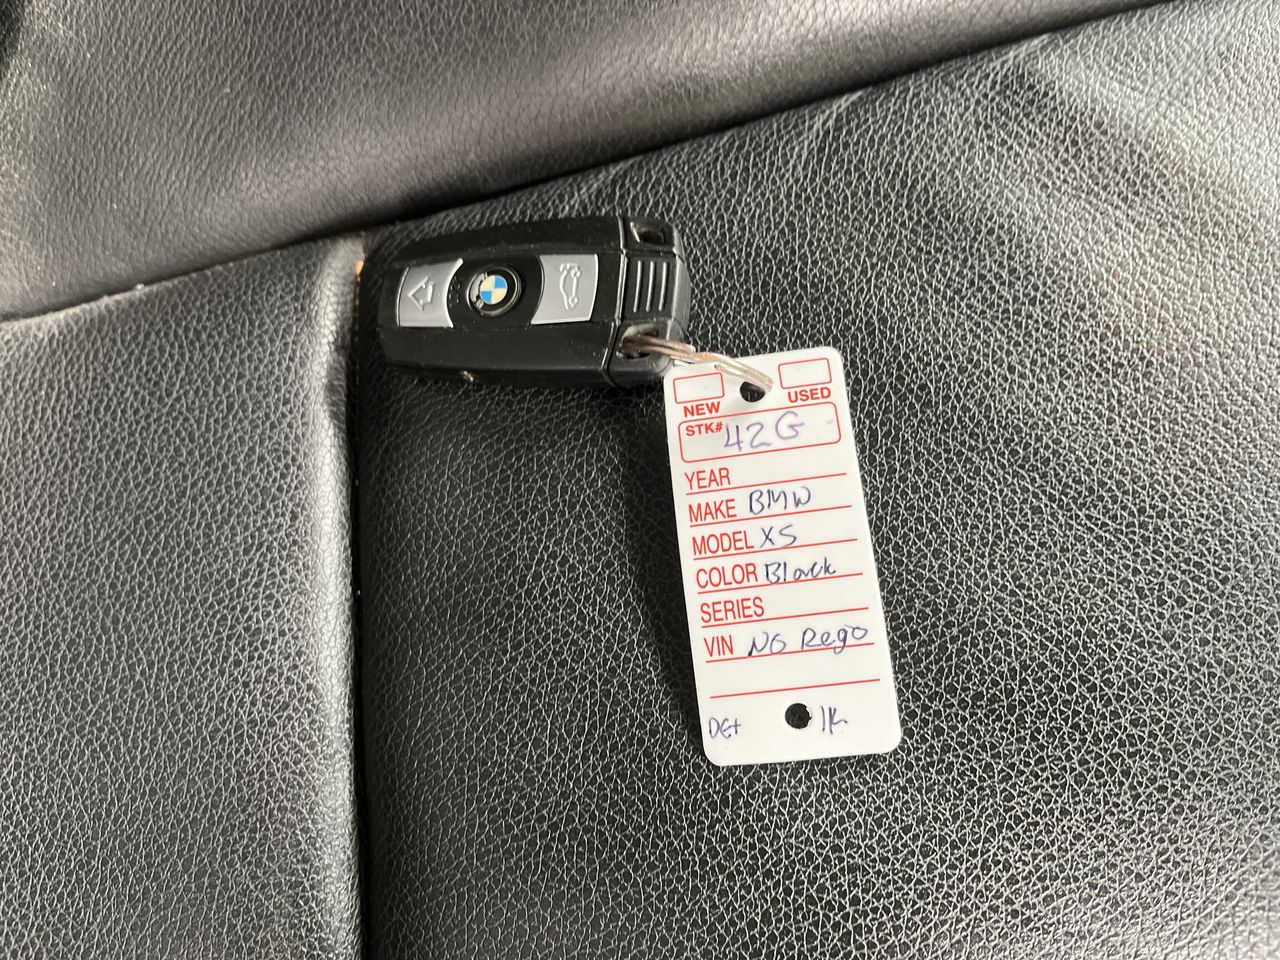 NEW USED
STK# 42G
YEAR
MAKE BMW
MODEL X5
COLOR Black
SERIES
VIN NO Rego
Det 1K